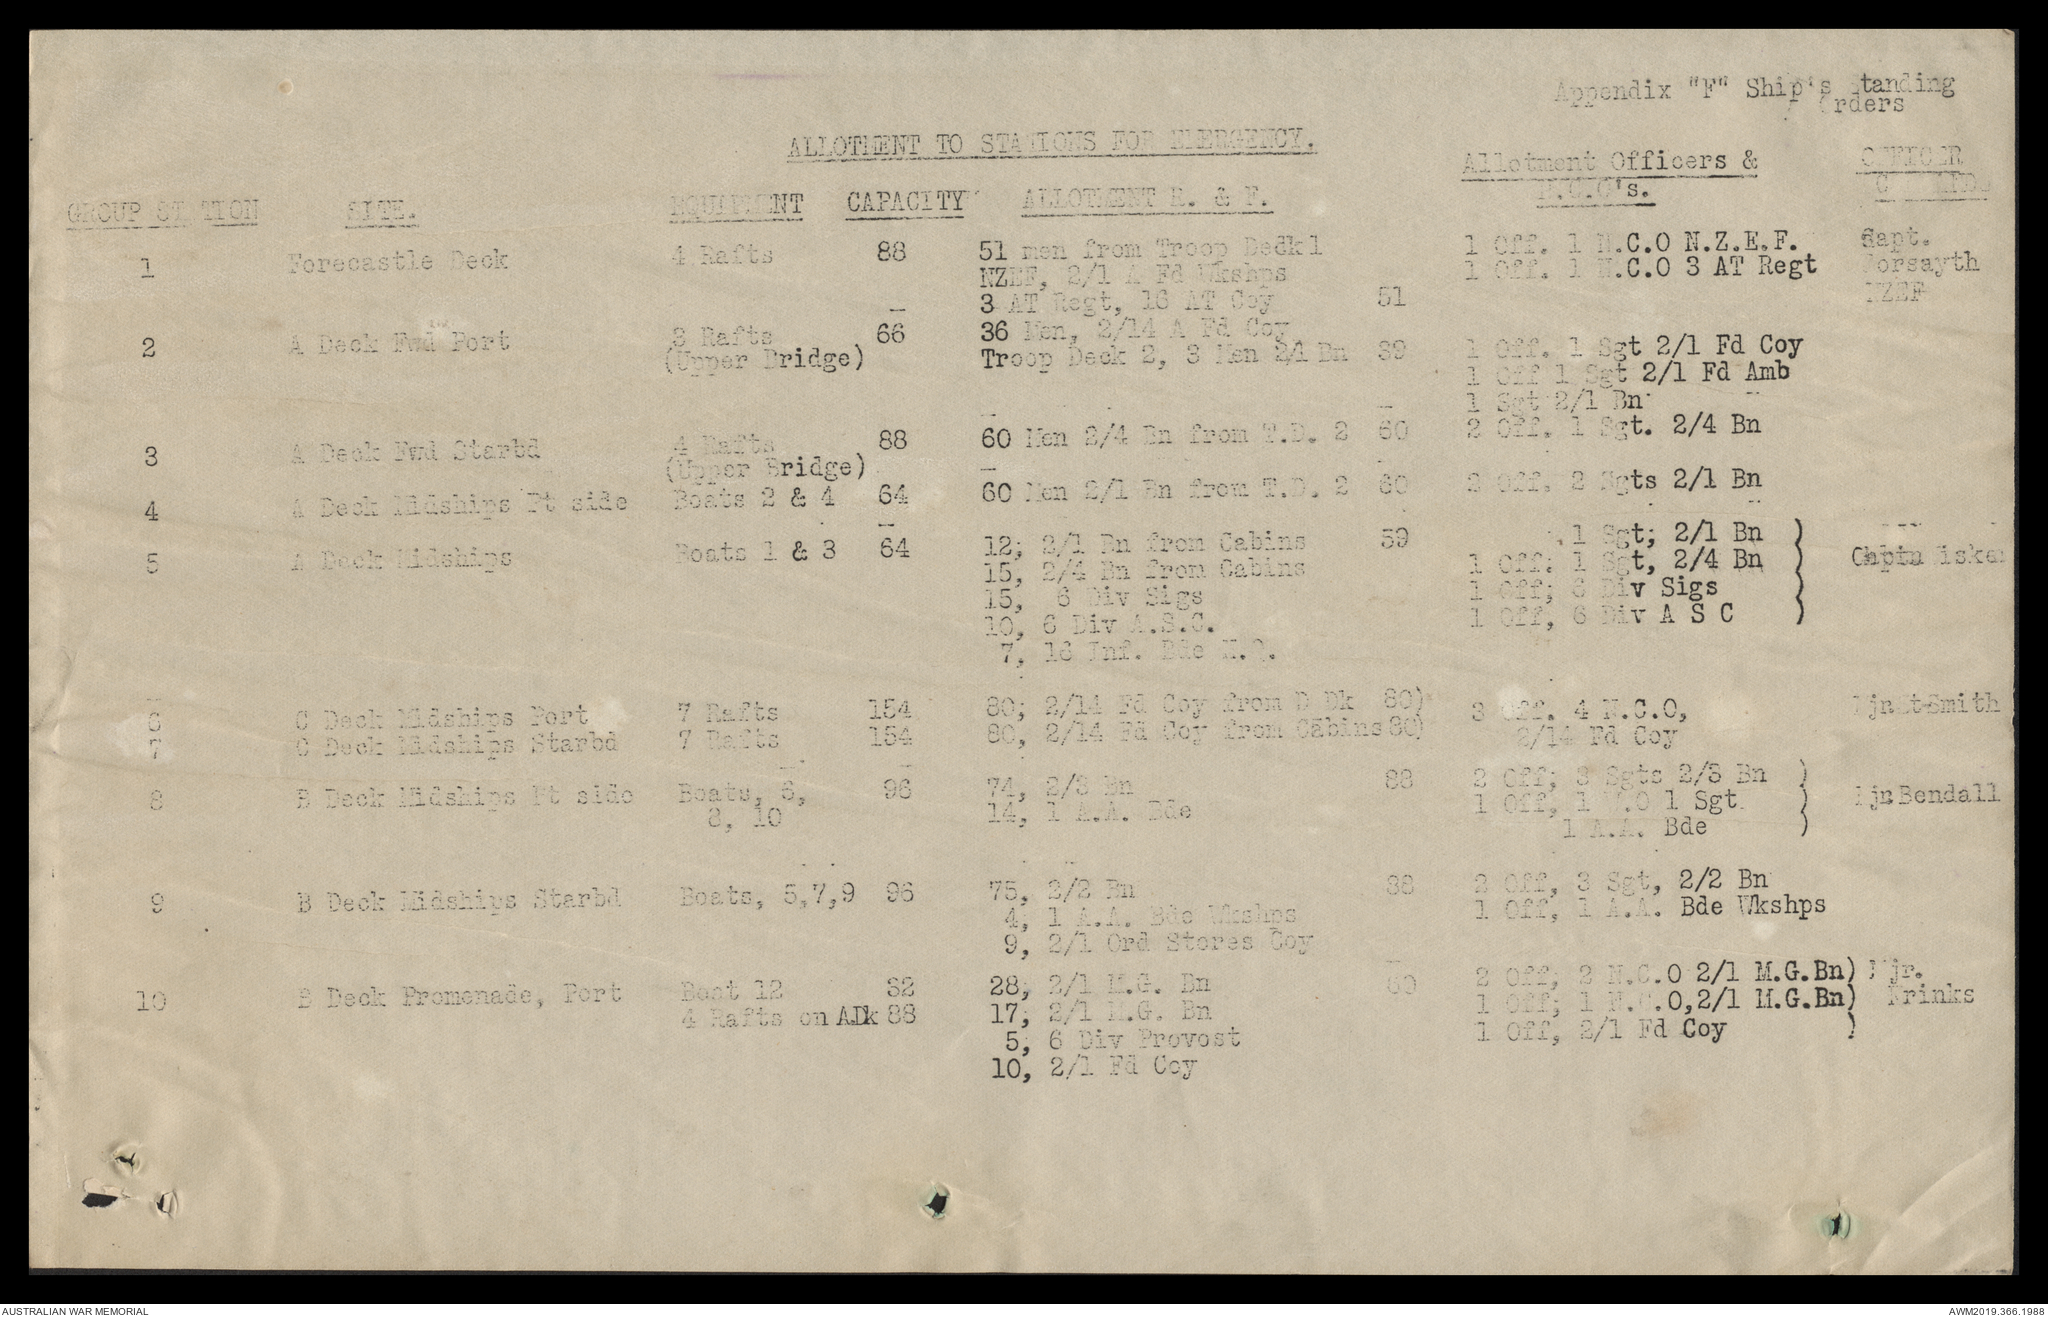 Appendix "F" Ship's Standing
Orders
ALLOTMENT TO STATIONS FOR EMERGENCY.
GROUP STATION SITE. EQUIPMENT CAPACITY ALLOTMENT R. & F. Allotment Officers & N.C.O's. OFFICER
1 Forecastle Deck 4 Rafts 88 51 men from Troop Dedk 1 1 Off. 1 N.C.O N.Z.E.F. Capt.
NZEF, 2/1 A Fd Wkshps 1 Off. 1 N.C.O 3 AT Regt Forsayth
3 AT Regt, 16 AT Coy 51 NZEF
2 A Deck Fwd Port 3 Rafts 66 36 Men, 2/14 A Fd Coy
(Upper Bridge) Troop Deck 2, 3 Men 2/1 Bn 39 1 Off. 1 Sgt 2/1 Fd Coy
1 Off 1 Sgt 2/1 Fd Amb
1 Sgt 2/1 Bn
3 A Deck Fwd Starbd 4 Rafts 88 60 Men 2/4 Bn from T.D. 2 60 2 Off. 1 Sgt. 2/4 Bn
(Upper Bridge)
4 A Deck Midships Pt side Boats 2 & 4 64 60 Men 2/1 Bn from T.D. 2 60 2 Off. 2 Sgts 2/1 Bn
5 A Deck Midships Boats 1 & 3 64 12; 2/1 Bn from Cabins 59 1 Sgt; 2/1 Bn )
15, 2/4 Bn from Cabins 1 Off: 1 Sgt, 2/4 Bn )
15, 6 Div Sigs 1 Off; 6 Div Sigs )
10, 6 Div A.S.C. 1 Off, 6 Div A S C )
7, 16 Inf. Bde H.Q.
6 C Deck Midships Port 7 Rafts 154 80; 2/14 Fd Coy from D Dk 80) 3 Off. 4 N.C.O, Mjr. Smith
7 C Deck Midships Starbd 7 Rafts 154 80, 2/14 Fd Coy from Cabins 80) 2/14 Fd Coy
8 B Deck Midships Pt side Boats, 6, 96 74, 2/3 Bn 88 2 Off; 3 Sgts 2/3 Bn )
8, 10 14, 1 A.A. Bde 1 Off, 1 N.O 1 Sgt ) Mjr. Bendall
1 A.A. Bde )
9 B Deck Midships Starbd Boats, 5,7,9 96 75, 2/2 Bn 88 2 Off, 3 Sgt, 2/2 Bn
4; 1 A.A. Bde Wkshps 1 Off, 1 A.A. Bde Wkshps
9, 2/1 Ord Stores Coy
10 B Deck Promenade, Port Boat 12 32 28; 2/1 M.G. Bn 60 2 Off; 2 N.C.O 2/1 M.G.Bn) Mjr.
4 Rafts on A Dk 88 17; 2/1 M.G. Bn 1 Off; 1 N.C.O, 2/1 M.G.Bn) Prinks
5; 6 Div Provost 1 Off, 2/1 Fd Coy )
10, 2/1 Fd Coy
AUSTRALIAN WAR MEMORIAL
AWM2019.366.1988